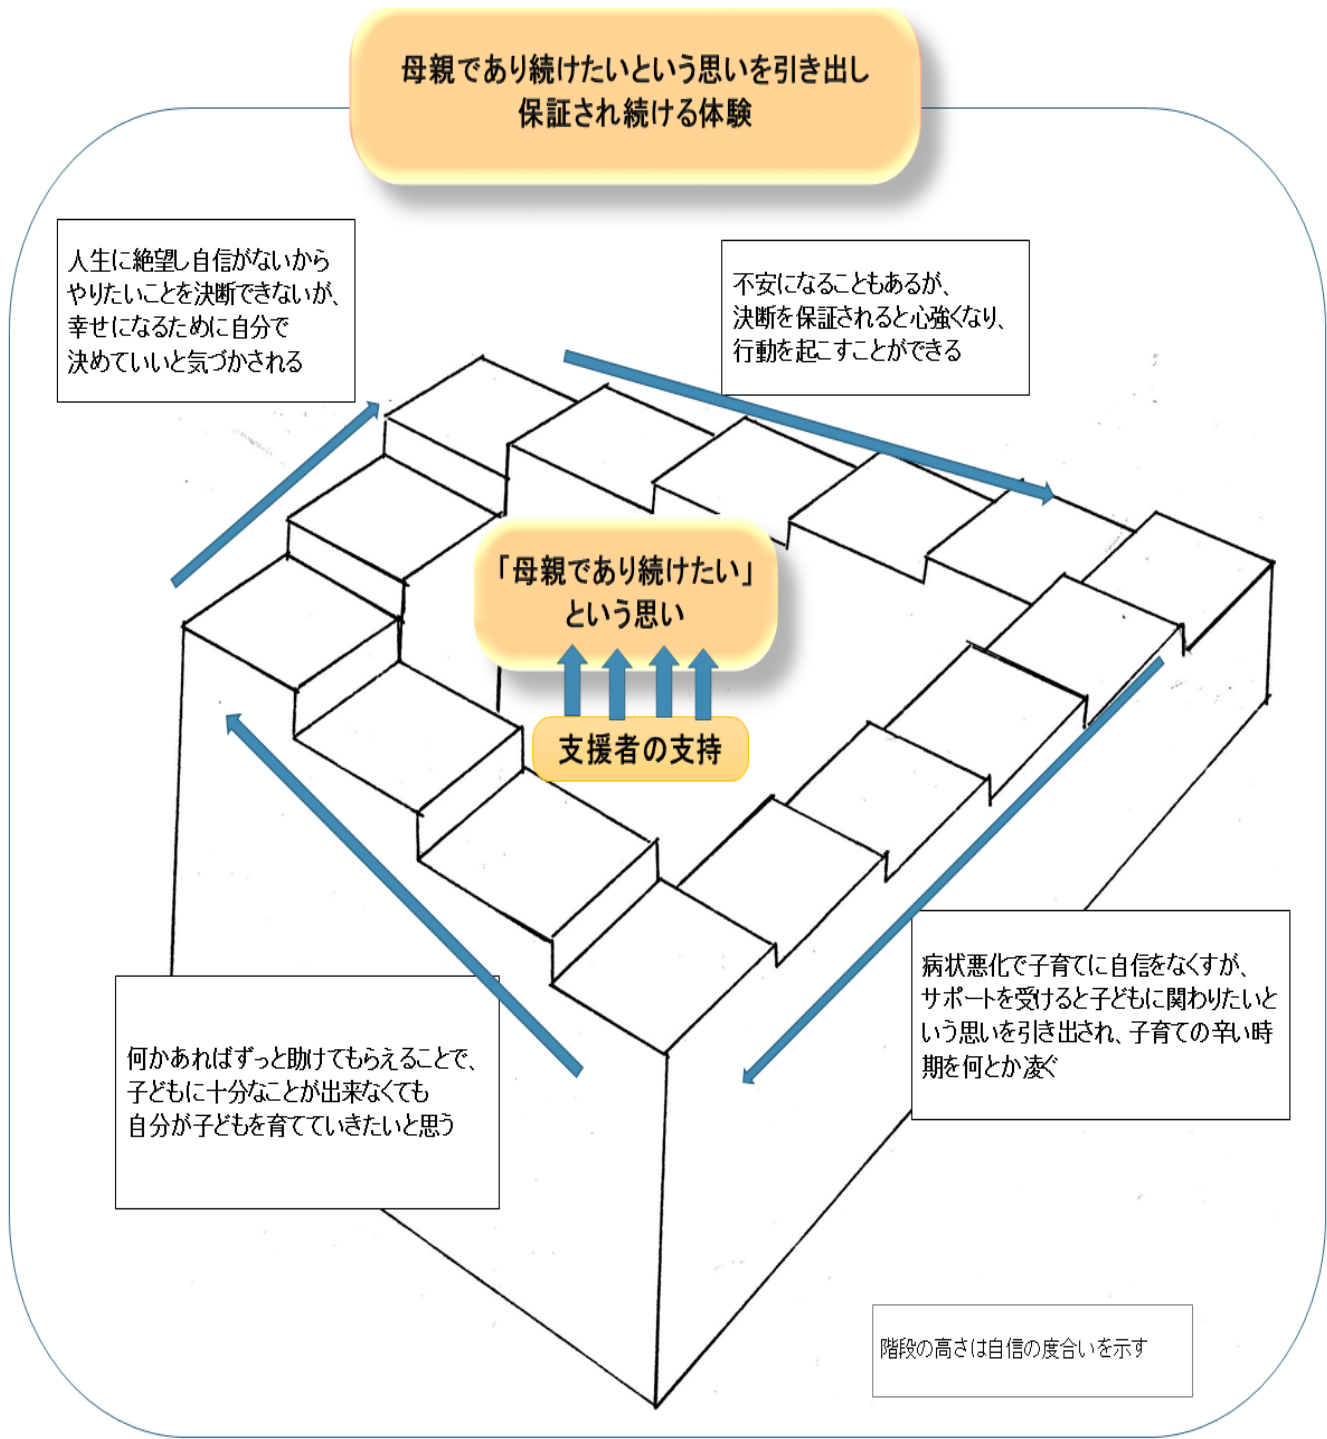 母親であり続けたいという思いを引き出し
保証され続ける体験
人生に絶望し自信がないから
やりたいことを決断できないが、
幸せになるために自分で
決めていいと気づかされる
不安になることもあるが、
決断を保証されると心強くなり、
行動を起こすことができる
「母親であり続けたい」
という思い
支援者の支持
病状悪化で子育てに自信をなくすが、
サポートを受けると子どもに関わりたいと
いう思いを引き出され、子育ての辛い時
期を何とか凌ぐ
何かあればずっと助けてもらえることで、
子どもに十分なことが出来なくても
自分が子どもを育てていきたいと思う
階段の高さは自信の度合いを示す